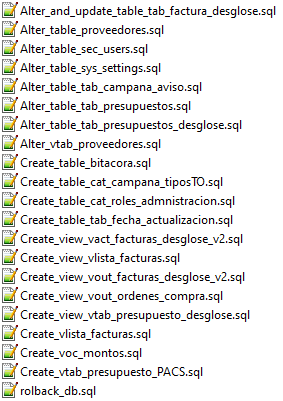 Alter_and_update_table_tab_factura_desglose.sql
Alter_table_proveedores.sql
Alter_table_sec_users.sql
Alter_table_sys_settings.sql
Alter_table_tab_campana_aviso.sql
Alter_table_tab_presupuestos.sql
Alter_table_tab_presupuestos_desglose.sql
Alter_vtab_proveedores.sql
Create_table_bitacora.sql
Create_table_cat_campana_tiposTO.sql
Create_table_cat_roles_admnistracion.sql
Create_table_tab_fecha_actualizacion.sql
Create_view_vact_facturas_desglose_v2.sql
Create_view_vlista_facturas.sql
Create_view_vout_facturas_desglose_v2.sql
Create_view_vout_ordenes_compra.sql
Create_view_vtab_presupuesto_desglose.sql
Create_vlista_facturas.sql
Create_voc_montos.sql
Create_vtab_presupuesto_PACS.sql
rolback_db.sql